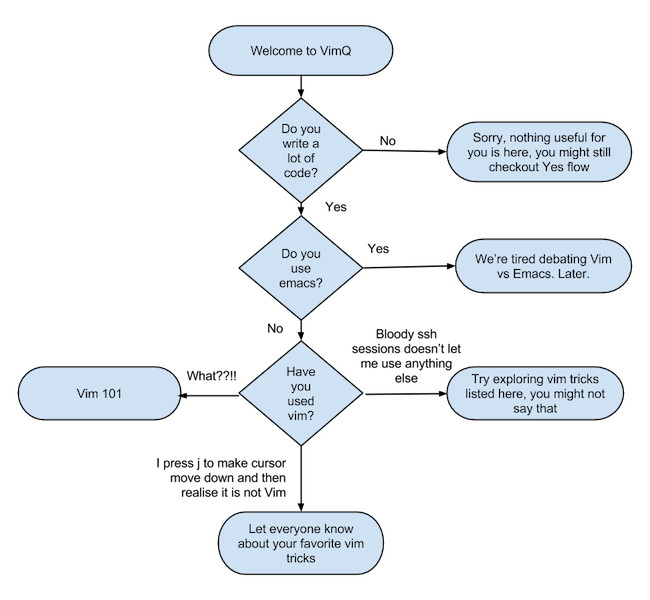 Welcome to VimQ
Do you
write a
lot of
code?
No
Sorry, nothing useful for
you is here, you might still
checkout Yes flow
Yes
Do you
use
emacs?
Yes
We're tired debating Vim
vs Emacs. Later.
No
Have
you
used
vim?
What??!!
Vim 101
Bloody ssh
sessions doesn't let
me use anything
else
Try exploring vim tricks
listed here, you might not
say that
I press j to make cursor
move down and then
realise it is not Vim
Let everyone know
about your favorite vim
tricks